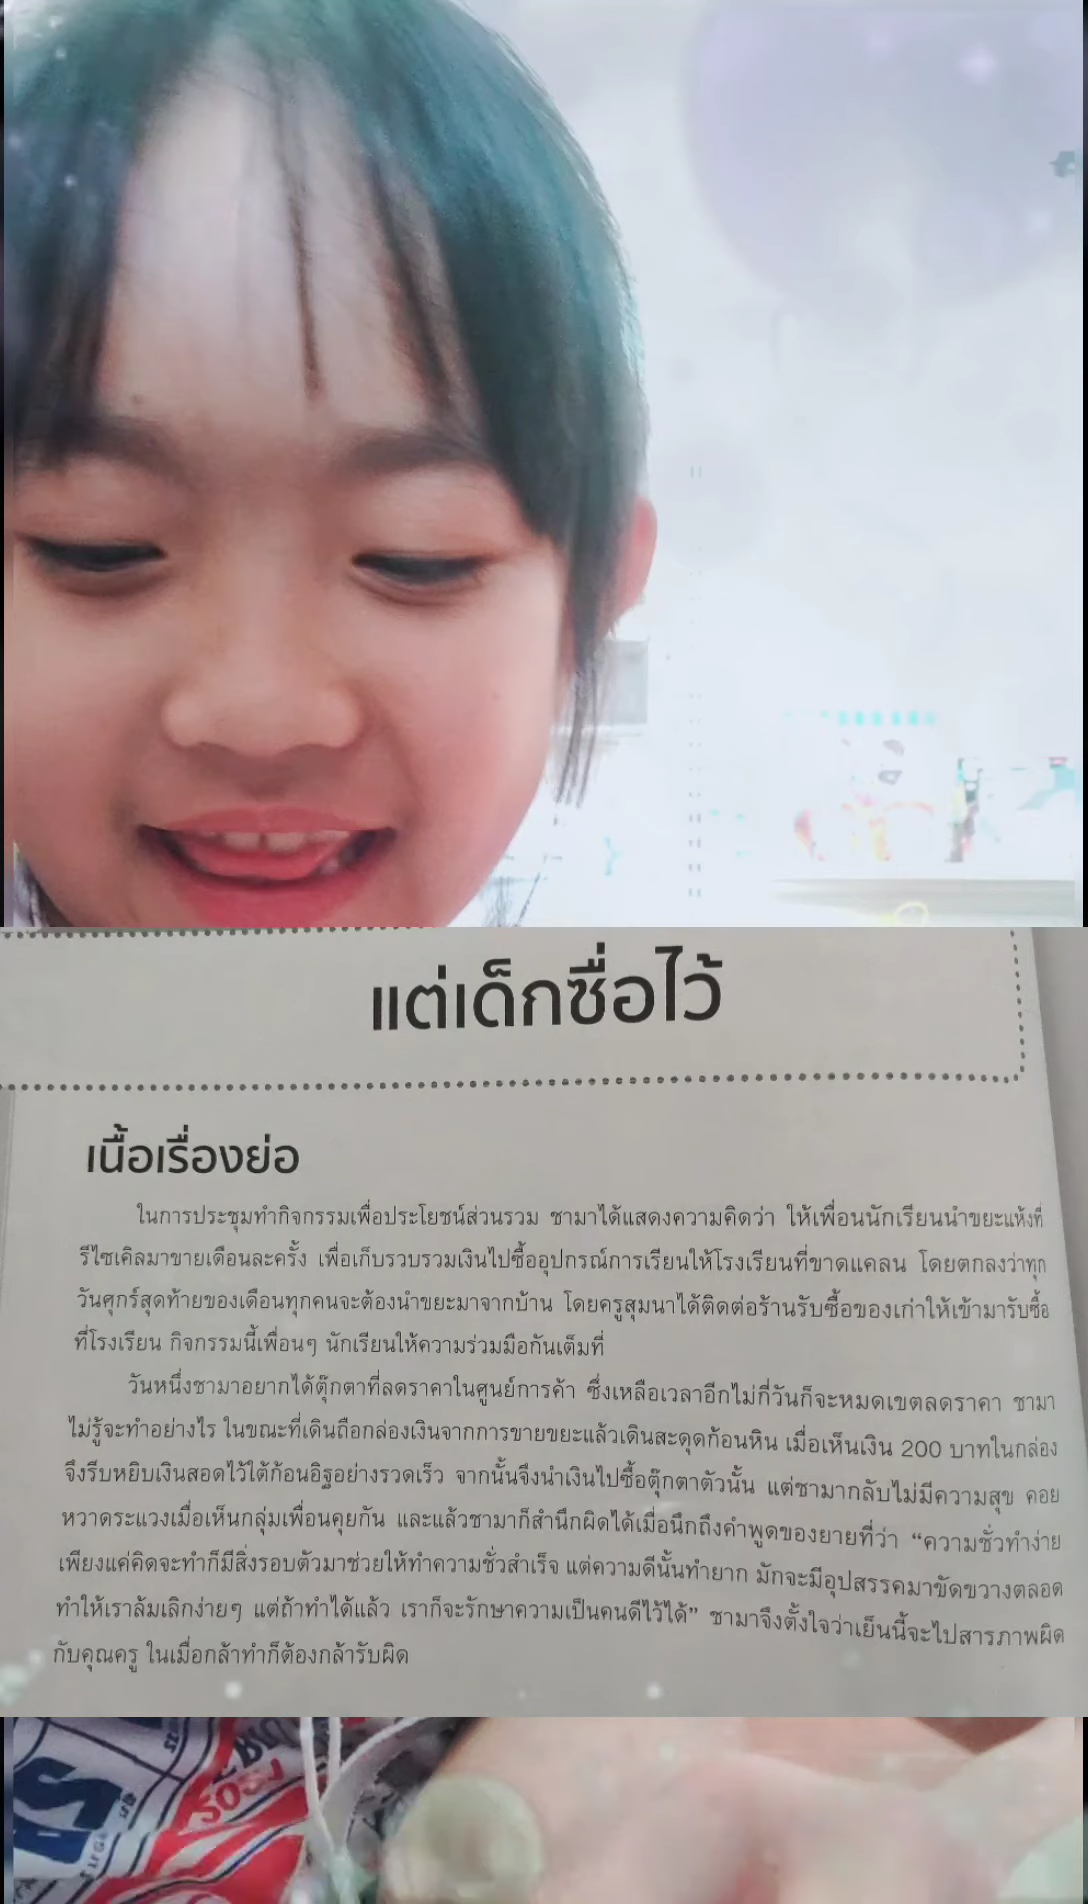 แต่เด็กซื่อไว้
เนื้อเรื่องย่อ
ในการประชุมทำกิจกรรมเพื่อประโยชน์ส่วนรวม ชามาได้แสดงความคิดว่า ให้เพื่อนนักเรียนนำขยะแห้งที่
รีไซเคิลมาขายเดือนละครั้ง เพื่อเก็บรวบรวมเงินไปซื้ออุปกรณ์การเรียนให้โรงเรียนที่ขาดแคลน โดยตกลงว่าทุก
วันศุกร์สุดท้ายของเดือนทุกคนจะต้องนำขยะมาจากบ้าน โดยครูสุมนาได้ติดต่อร้านรับซื้อของเก่าให้เข้ามารับซื้อ
ที่โรงเรียน กิจกรรมนี้เพื่อนๆ นักเรียนให้ความร่วมมือกันเต็มที่
วันหนึ่งชามาอยากได้ตุ๊กตาที่ลดราคาในศูนย์การค้า ซึ่งเหลือเวลาอีกไม่กี่วันก็จะหมดเขตลดราคา ชามา
ไม่รู้จะทำอย่างไร ในขณะที่เดินถือกล่องเงินจากการขายขยะแล้วเดินสะดุดก้อนหิน เมื่อเห็นเงิน 200 บาทในกล่อง
จึงรีบหยิบเงินสอดไว้ใต้ก้อนอิฐอย่างรวดเร็ว จากนั้นจึงนำเงินไปซื้อตุ๊กตาตัวนั้น แต่ชามากลับไม่มีความสุข คอย
หวาดระแวงเมื่อเห็นกลุ่มเพื่อนคุยกัน และแล้วชามาก็สำนึกผิดได้เมื่อนึกถึงคำพูดของยายที่ว่า “ความชั่วทำง่าย
เพียงแค่คิดจะทำก็มีสิ่งรอบตัวมาช่วยให้ทำความชั่วสำเร็จ แต่ความดีนั้นทำยาก มักจะมีอุปสรรคมาขัดขวางตลอด
ทำให้เราล้มเลิกง่ายๆ แต่ถ้าทำได้แล้ว เราก็จะรักษาความเป็นคนดีไว้ได้” ชามาจึงตั้งใจว่าเย็นนี้จะไปสารภาพผิด
กับคุณครู ในเมื่อกล้าทำก็ต้องกล้ารับผิด